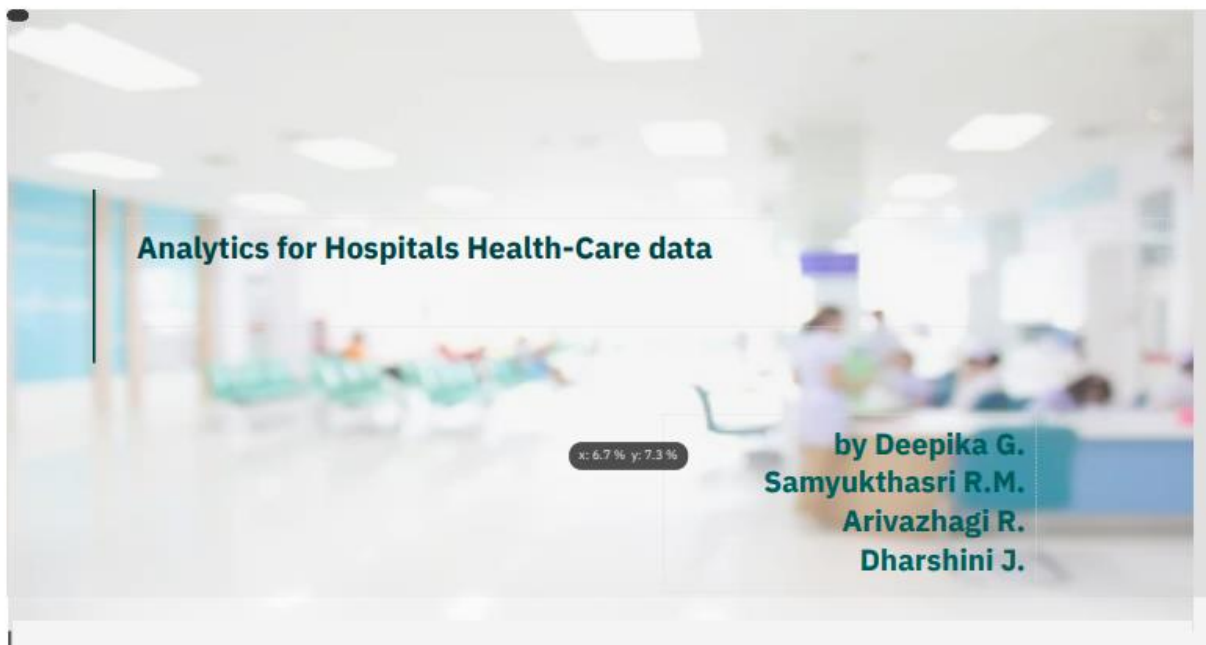 Analytics for Hospitals Health-Care data
x: 6.7 % y: 7.3 %
by Deepika G.
Samyukthasri R.M.
Arivazhagi R.
Dharshini J.